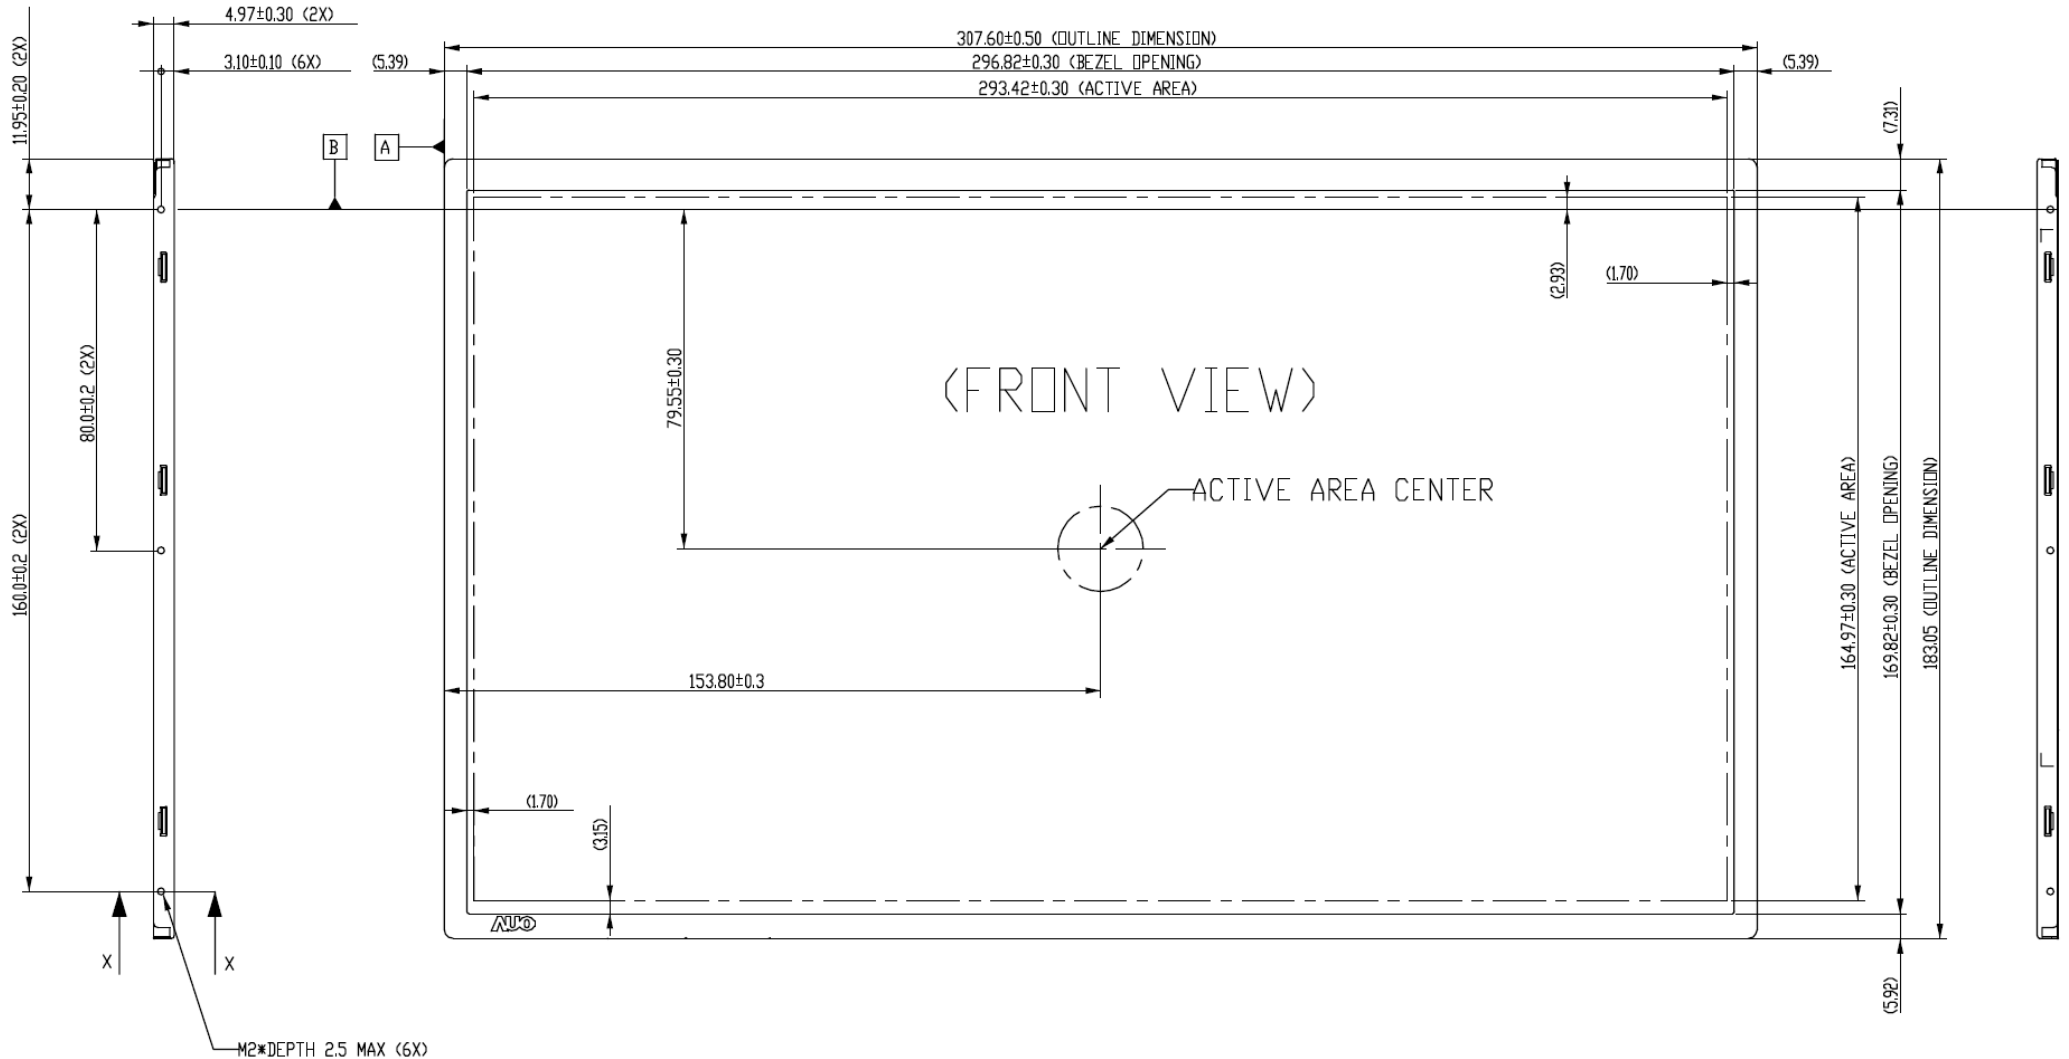 4.97±0.30 (2X)
307.60±0.50 (OUTLINE DIMENSION)
3.10±0.10 (6X)
(5.39)
296.82±0.30 (BEZEL OPENING)
(5.39)
293.42±0.30 (ACTIVE AREA)
11.95±0.20 (2X)
(7.31)
B
A
(2.93)
(1.70)
80.0±0.2 (2X)
79.55±0.30
(FRONT VIEW)
ACTIVE AREA CENTER
160.0±0.2 (2X)
164.97±0.30 (ACTIVE AREA)
169.82±0.30 (BEZEL OPENING)
183.05 (OUTLINE DIMENSION)
153.80±0.3
(1.70)
(3.15)
AUO
X
X
(5.92)
M2*DEPTH 2.5 MAX (6X)